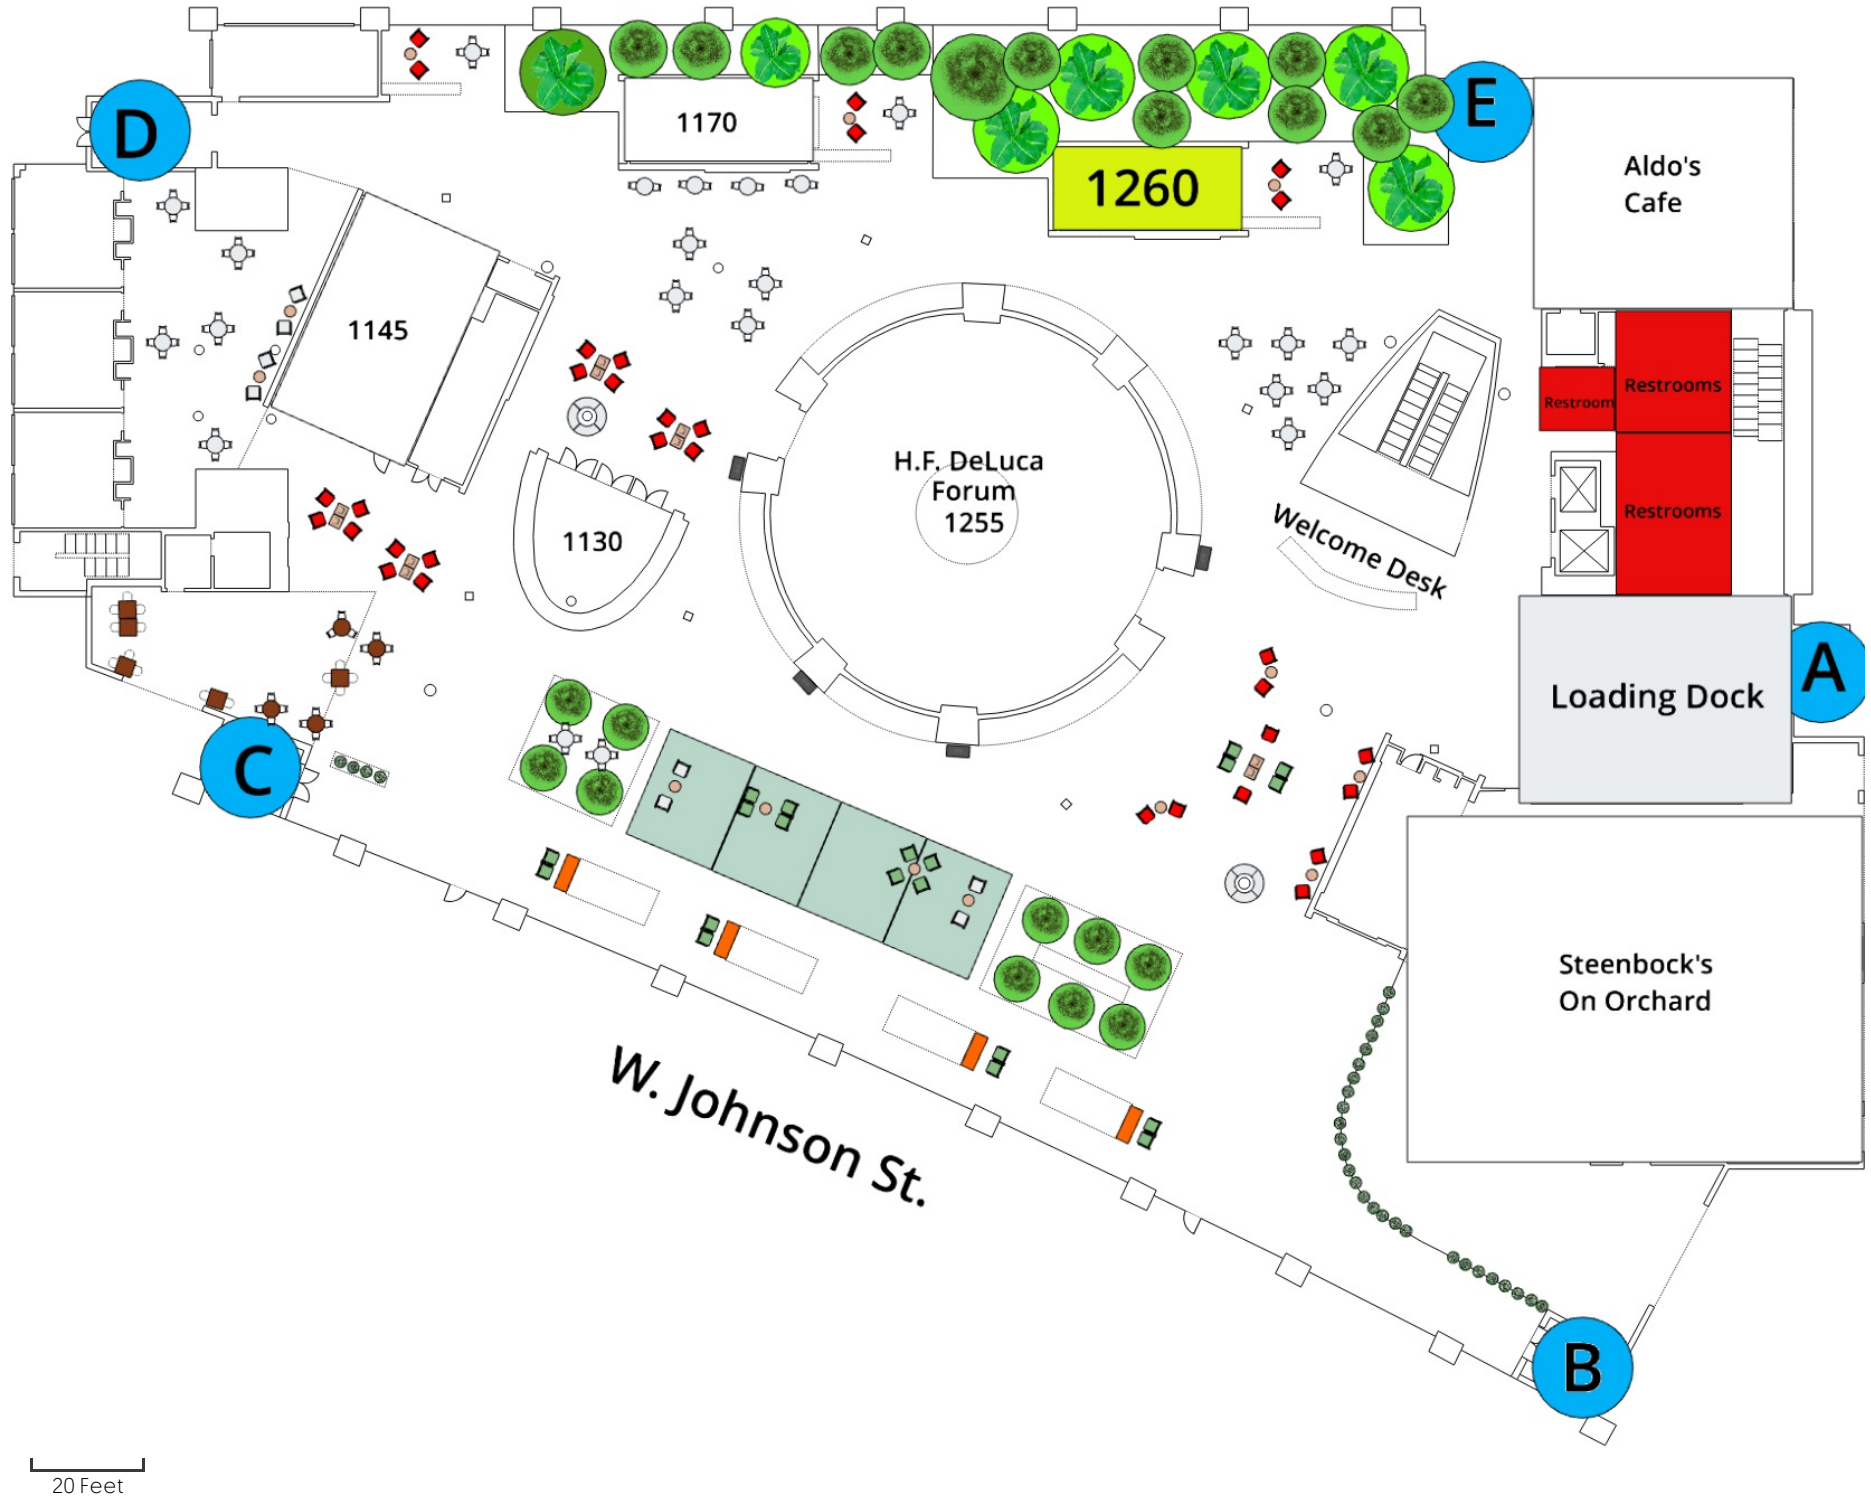 D
E
1170
1260
Aldo's
Cafe
1145
Restrooms
Restroom
H.F. DeLuca
Forum
1255
Restrooms
1130
Welcome Desk
A
Loading Dock
C
Steenbock's
On Orchard
W. Johnson St.
B
20 Feet